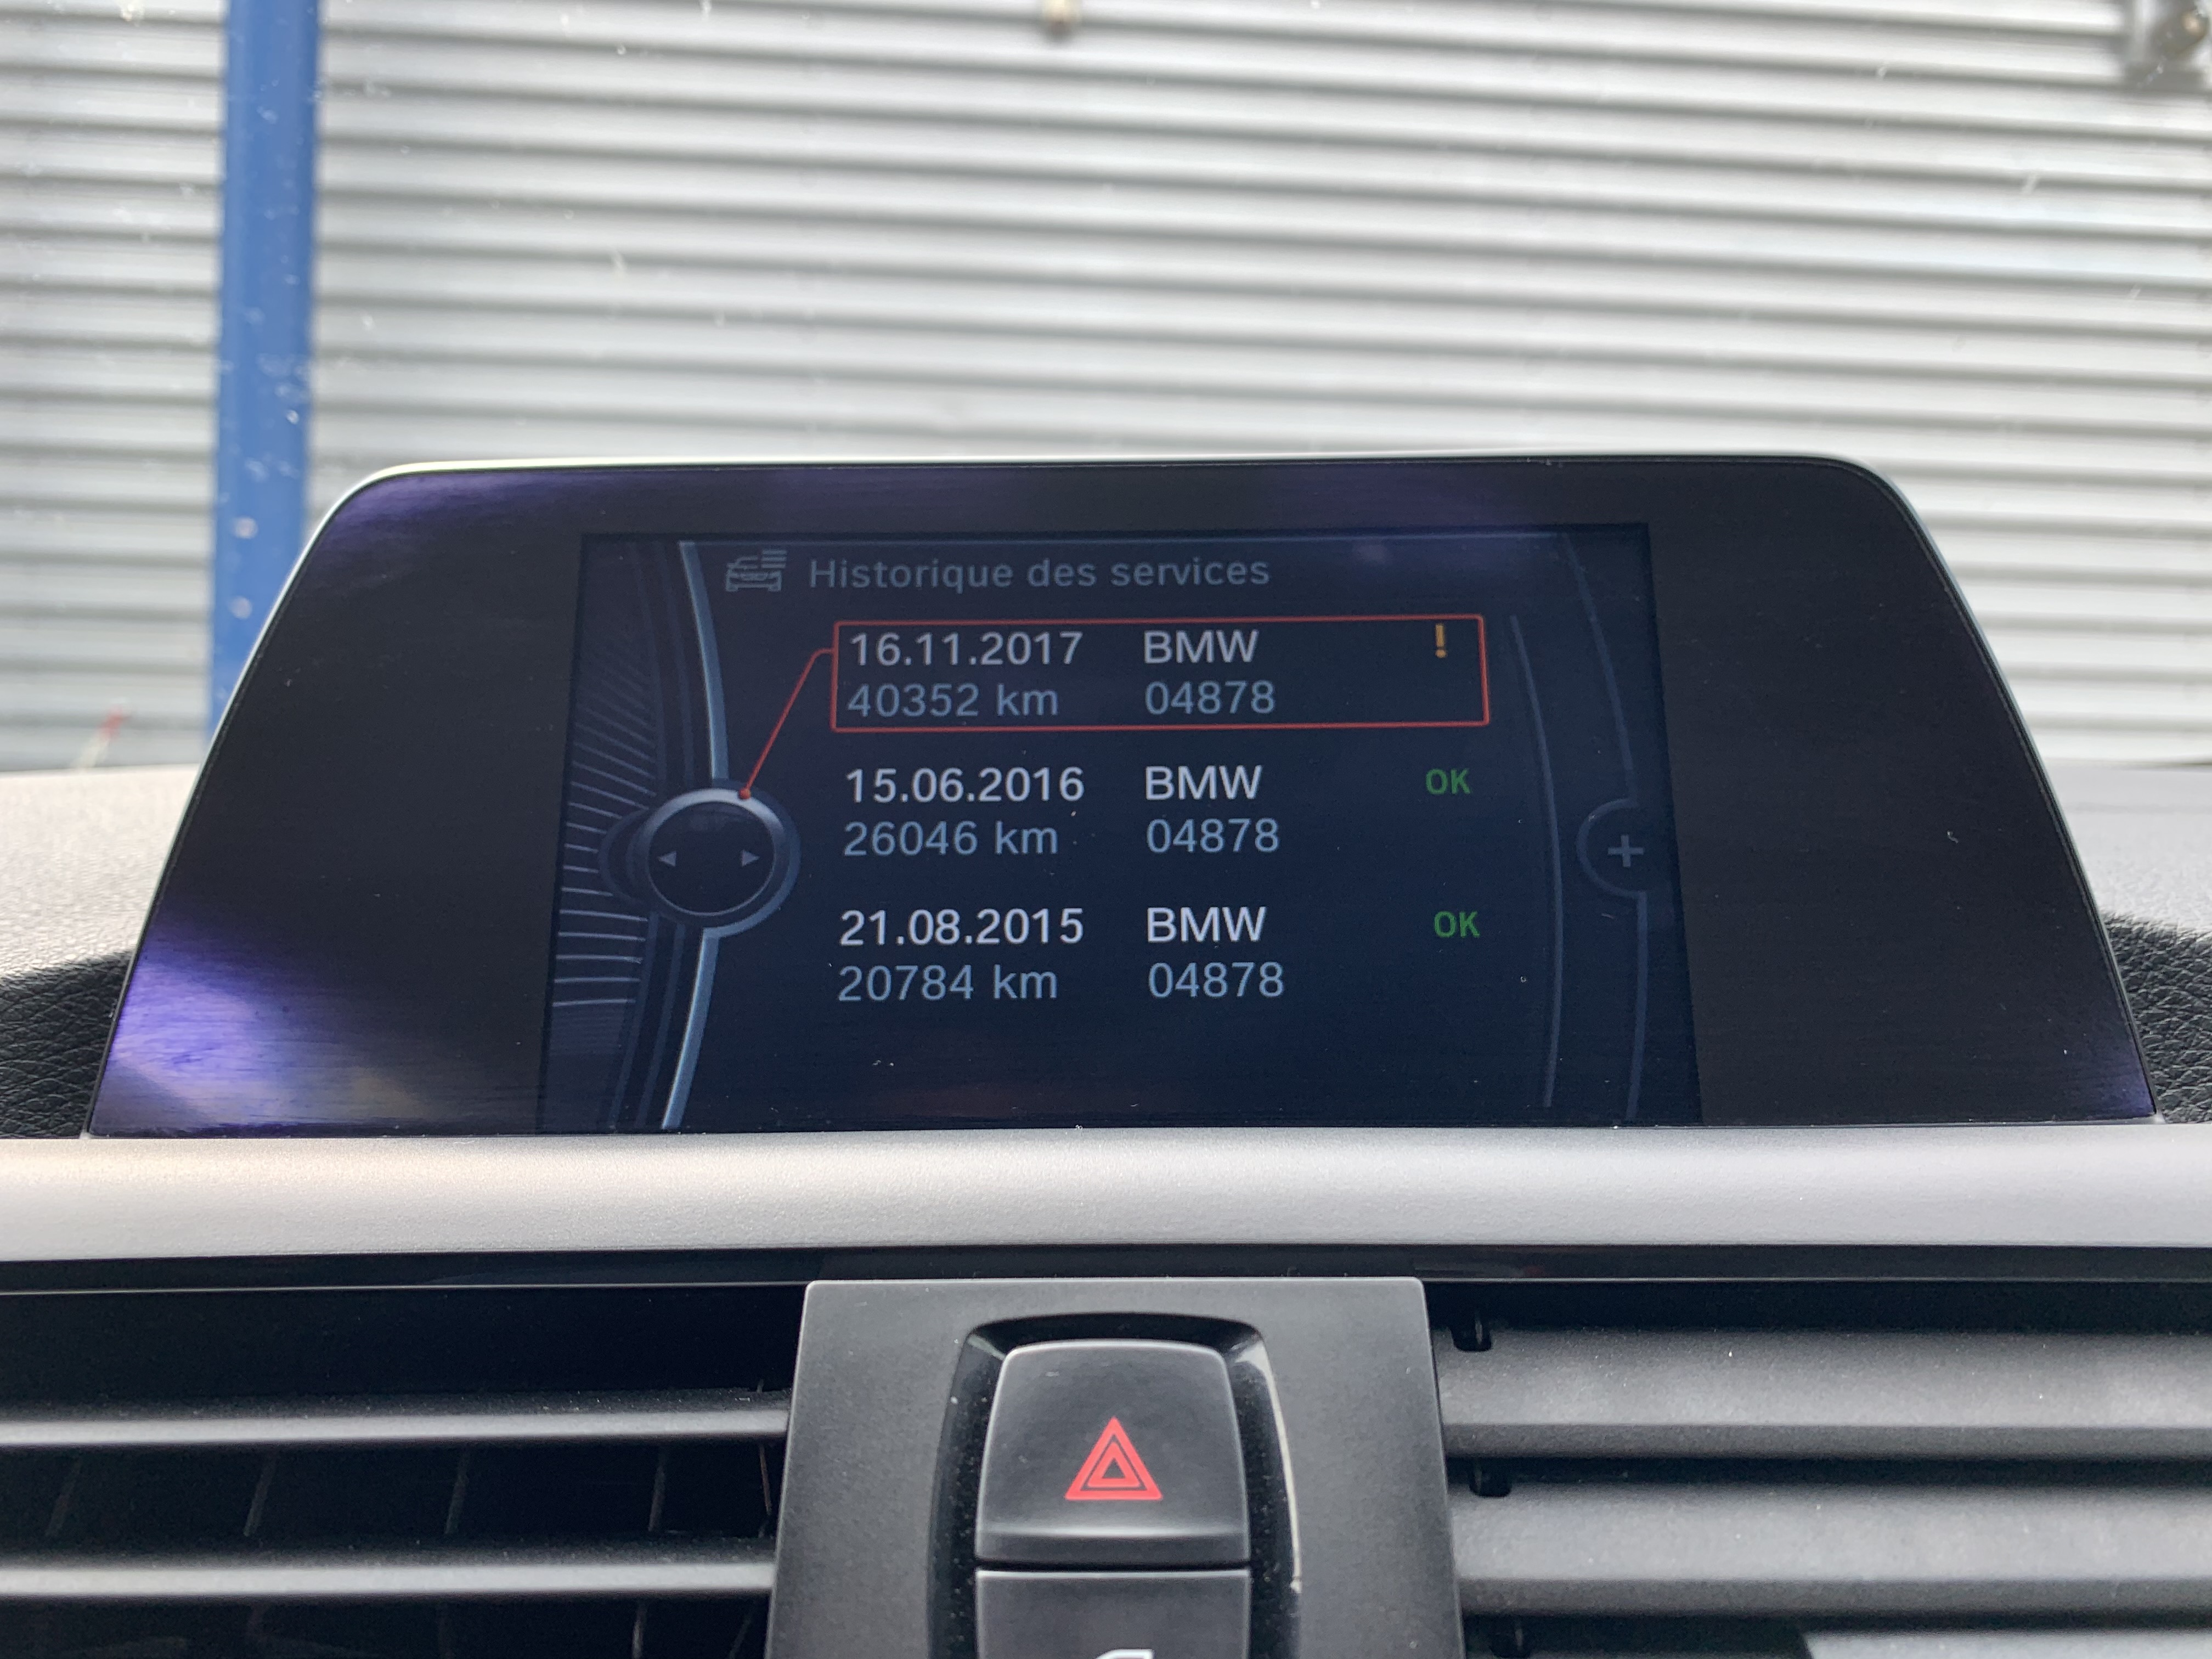 Historique des services
16.11.2017 BMW !
40352 km 04878
15.06.2016 BMW OK
26046 km 04878
21.08.2015 BMW OK
20784 km 04878